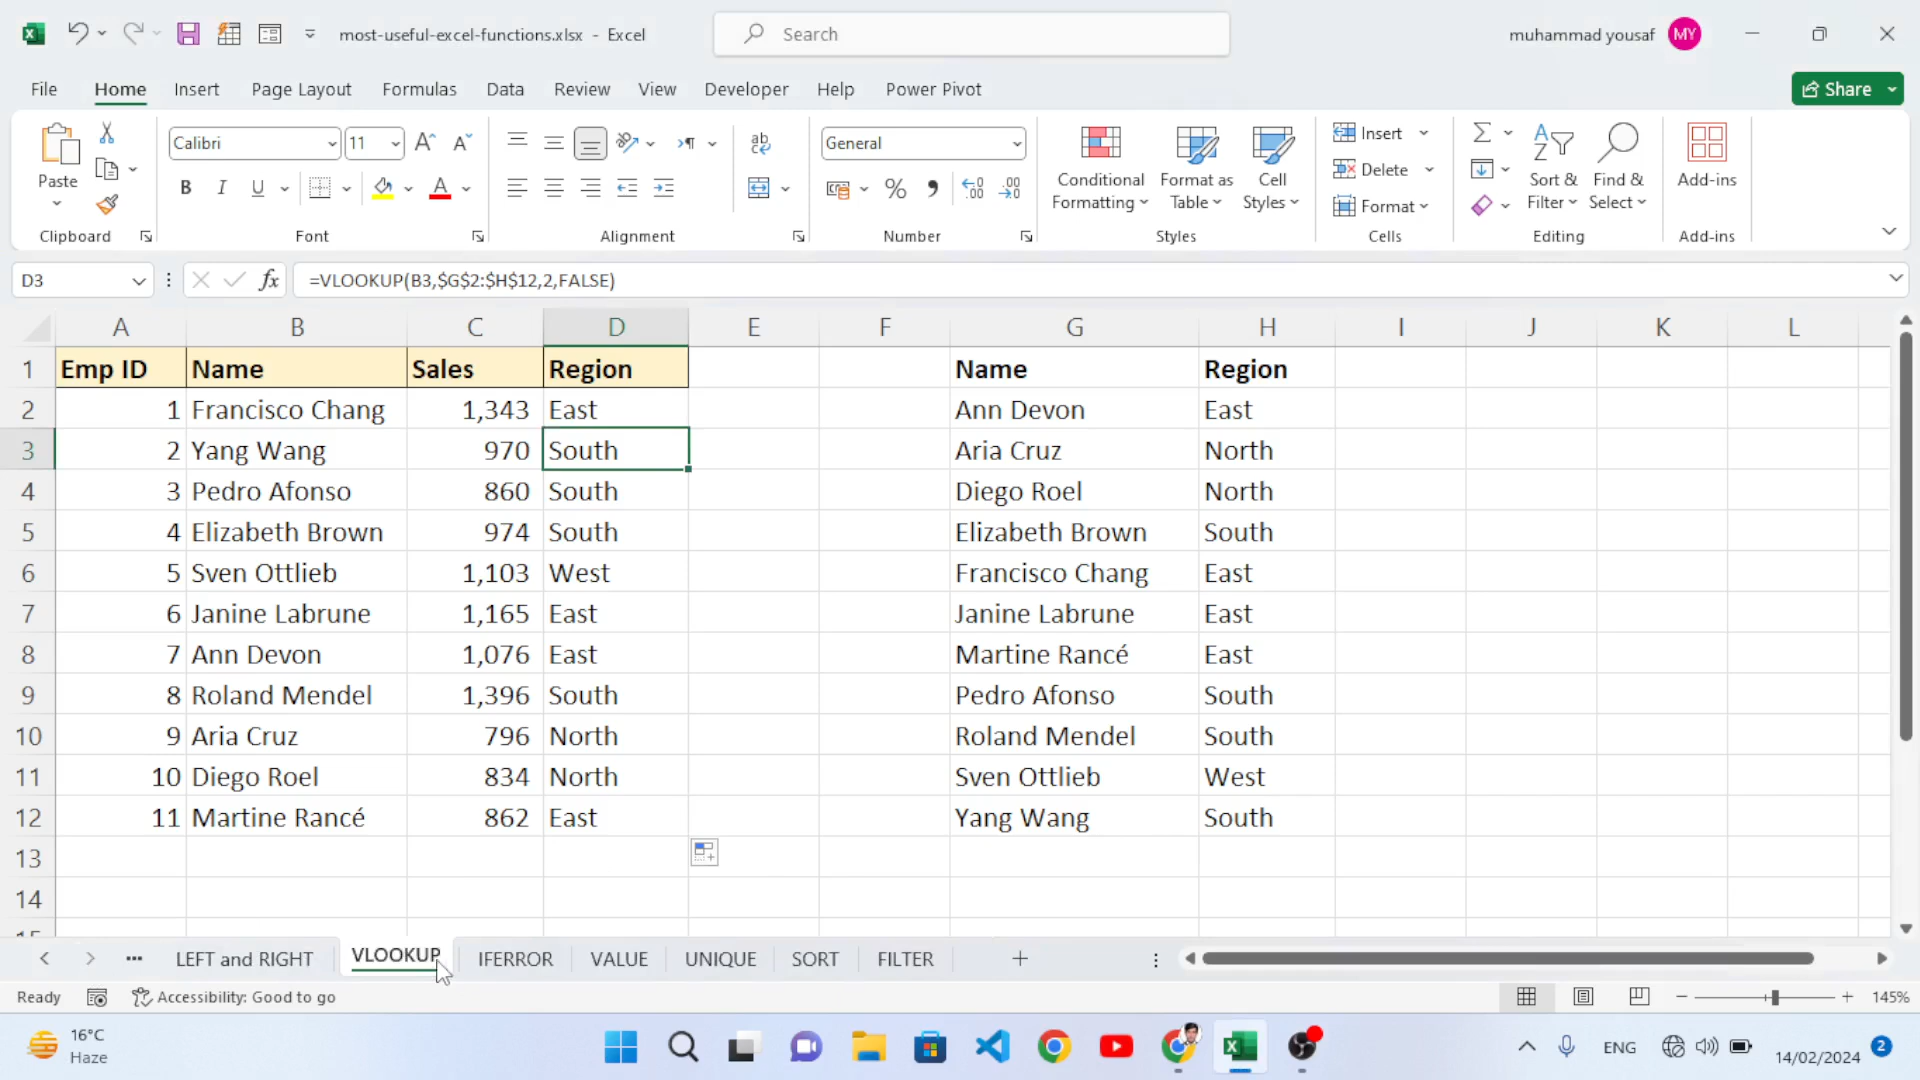 most-useful-excel-functions.xlsx - Excel
Search
muhammad yousaf MY
File Home Insert Page Layout Formulas Data Review View Developer Help Power Pivot
Share
Paste
Calibri 11
General
Conditional Formatting
Format as Table
Cell Styles
Insert
Delete
Format
Sort & Filter
Find & Select
Add-ins
Clipboard Font Alignment Number Styles Cells Editing Add-ins
D3 fx =VLOOKUP(B3,$G$2:$H$12,2,FALSE)
A B C D E F G H I J K L
1 Emp ID Name Sales Region Name Region
2 1 Francisco Chang 1,343 East Ann Devon East
3 2 Yang Wang 970 South Aria Cruz North
4 3 Pedro Afonso 860 South Diego Roel North
5 4 Elizabeth Brown 974 South Elizabeth Brown South
6 5 Sven Ottlieb 1,103 West Francisco Chang East
7 6 Janine Labrune 1,165 East Janine Labrune East
8 7 Ann Devon 1,076 East Martine Rancé East
9 8 Roland Mendel 1,396 South Pedro Afonso South
10 9 Aria Cruz 796 North Roland Mendel South
11 10 Diego Roel 834 North Sven Ottlieb West
12 11 Martine Rancé 862 East Yang Wang South
13
14
LEFT and RIGHT VLOOKUP IFERROR VALUE UNIQUE SORT FILTER
Ready Accessibility: Good to go 145%
16°C
Haze
ENG
14/02/2024 2